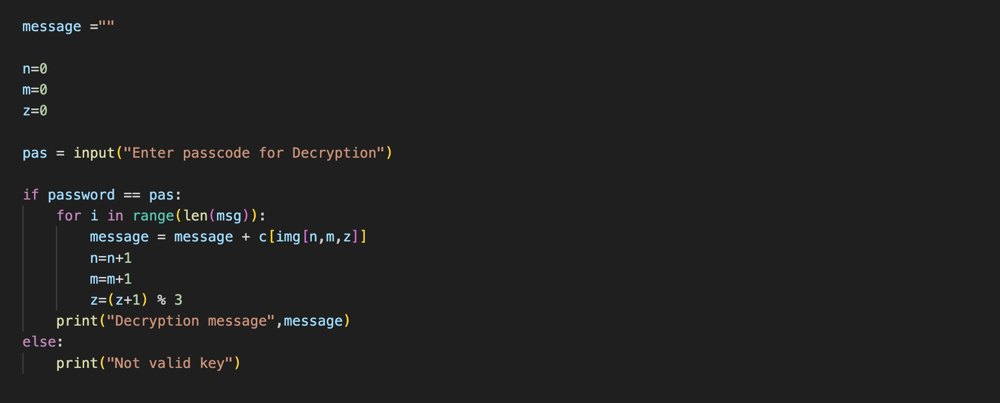 message =""
n=0
m=0
z=0
pas = input("Enter passcode for Decryption")
if password == pas:
    for i in range(len(msg)):
        message = message + c[img[n,m,z]]
        n=n+1
        m=m+1
        z=(z+1) % 3
    print("Decryption message",message)
else:
    print("Not valid key")